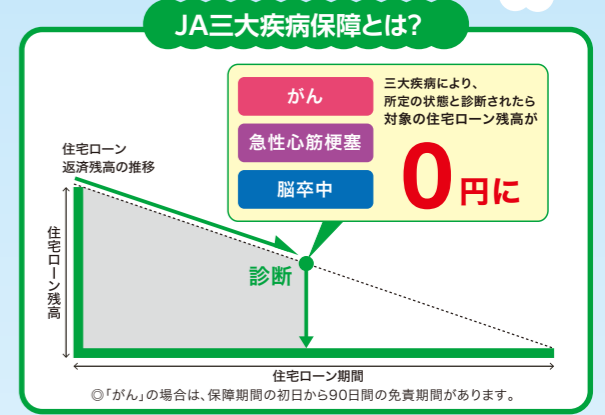 JA三大疾病保障とは?
がん
急性心筋梗塞
脳卒中
三大疾病により、
所定の状態と診断されたら
対象の住宅ローン残高が
0円に
住宅ローン
返済残高の推移
住宅ローン残高
診断
住宅ローン期間
◎「がん」の場合は、保障期間の初日から90日間の免責期間があります。